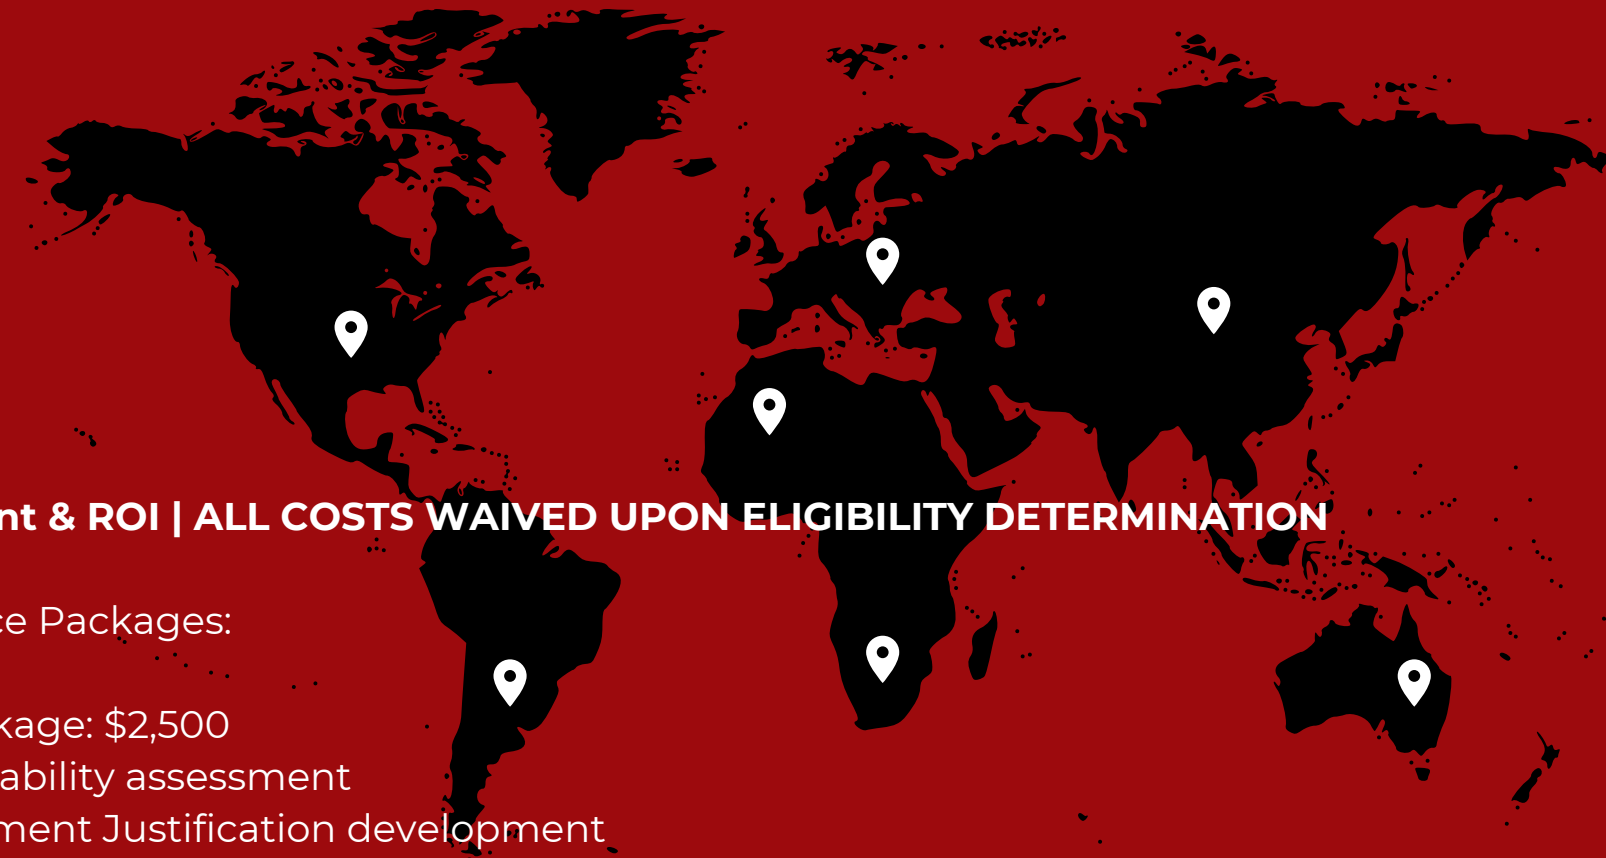 nt & ROI | ALL COSTS WAIVED UPON ELIGIBILITY DETERMINATION
ce Packages:
kage: $2,500
ability assessment
ment Justification development